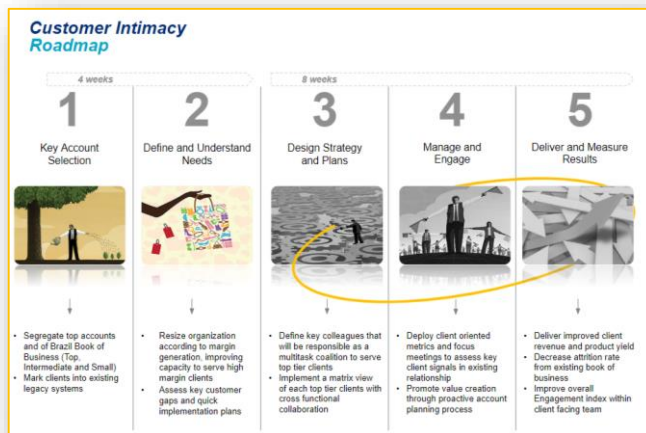 Customer Intimacy
Roadmap
4 weeks
8 weeks
1
2
3
4
5
Key Account
Selection
Define and Understand
Needs
Design Strategy
and Plans
Manage and
Engage
Deliver and Measure
Results
• Segregate top accounts
and of Brazil Book of
Business (Top,
Intermediate and Small)
• Mark clients into existing
legacy systems
• Resize organization
according to margin
generation, improving
capacity to serve high
margin clients
• Assess key customer
gaps and quick
implementation plans
• Define key colleagues that
will be responsible as a
multitask coalition to serve
top tier clients
• Implement a matrix view
of each top tier clients with
cross functional
collaboration
• Deploy client oriented
metrics and focus
meetings to assess key
client signals in existing
relationship
• Promote value creation
through proactive account
planning process
• Deliver improved client
revenue and product yield
• Decrease attrition rate
from existing book of
business
• Improve overall
Engagement index within
client facing team